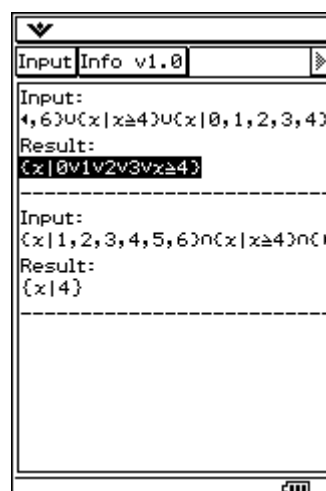 Input Info v1.0
Input:
,6}∪{x|x≥4}∪{x|0,1,2,3,4}
Result:
{x|0∨1∨2∨3∨x≥4}
Input:
{x|1,2,3,4,5,6}∩{x|x≥4}∩{
Result:
{x|4}